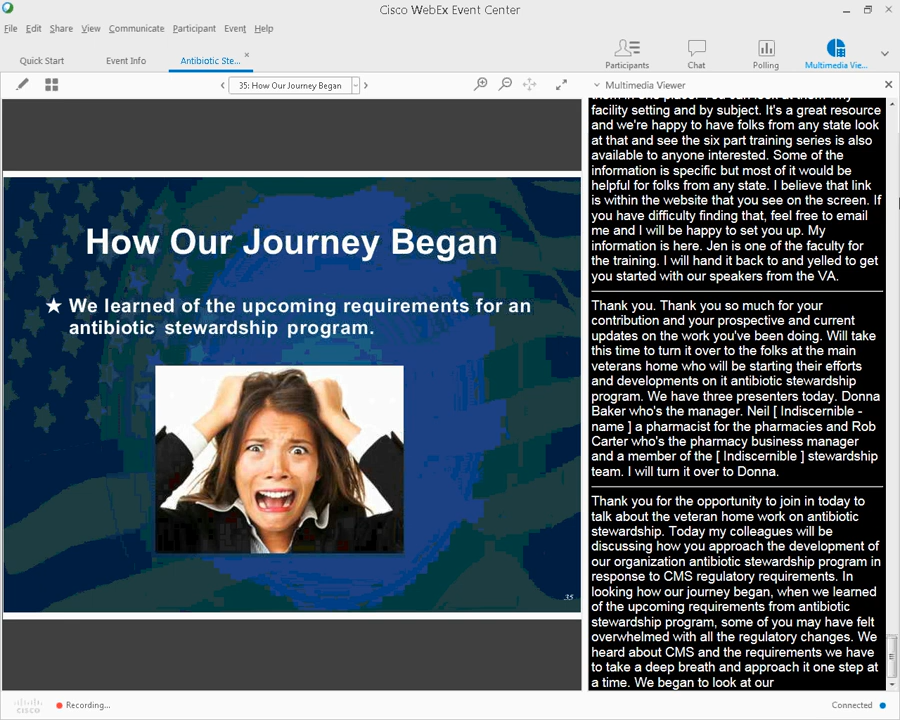 Cisco WebEx Event Center
File Edit Share View Communicate Participant Event Help
Quick Start Event Info Antibiotic Ste...
Participants Chat Polling Multimedia Vie...
35: How Our Journey Began
Multimedia Viewer
How Our Journey Began
We learned of the upcoming requirements for an
antibiotic stewardship program.
35
facility setting and by subject. It's a great resource
and we're happy to have folks from any state look
at that and see the six part training series is also
available to anyone interested. Some of the
information is specific but most of it would be
helpful for folks from any state. I believe that link
is within the website that you see on the screen. If
you have difficulty finding that, feel free to email
me and I will be happy to set you up. My
information is here. Jen is one of the faculty for
the training. I will hand it back to and yelled to get
you started with our speakers from the VA.
Thank you. Thank you so much for your
contribution and your prospective and current
updates on the work you've been doing. Will take
this time to turn it over to the folks at the main
veterans home who will be starting their efforts
and developments on it antibiotic stewardship
program. We have three presenters today. Donna
Baker who's the manager. Neil [ Indiscernible -
name ] a pharmacist for the pharmacies and Rob
Carter who's the pharmacy business manager
and a member of the [ Indiscernible ] stewardship
team. I will turn it over to Donna.
Thank you for the opportunity to join in today to
talk about the veteran home work on antibiotic
stewardship. Today my colleagues will be
discussing how you approach the development of
our organization antibiotic stewardship program in
response to CMS regulatory requirements. In
looking how our journey began, when we learned
of the upcoming requirements from antibiotic
stewardship program, some of you may have felt
overwhelmed with all the regulatory changes. We
heard about CMS and the requirements we have
to take a deep breath and approach it one step at
a time. We began to look at our
cisco
Recording...
Connected